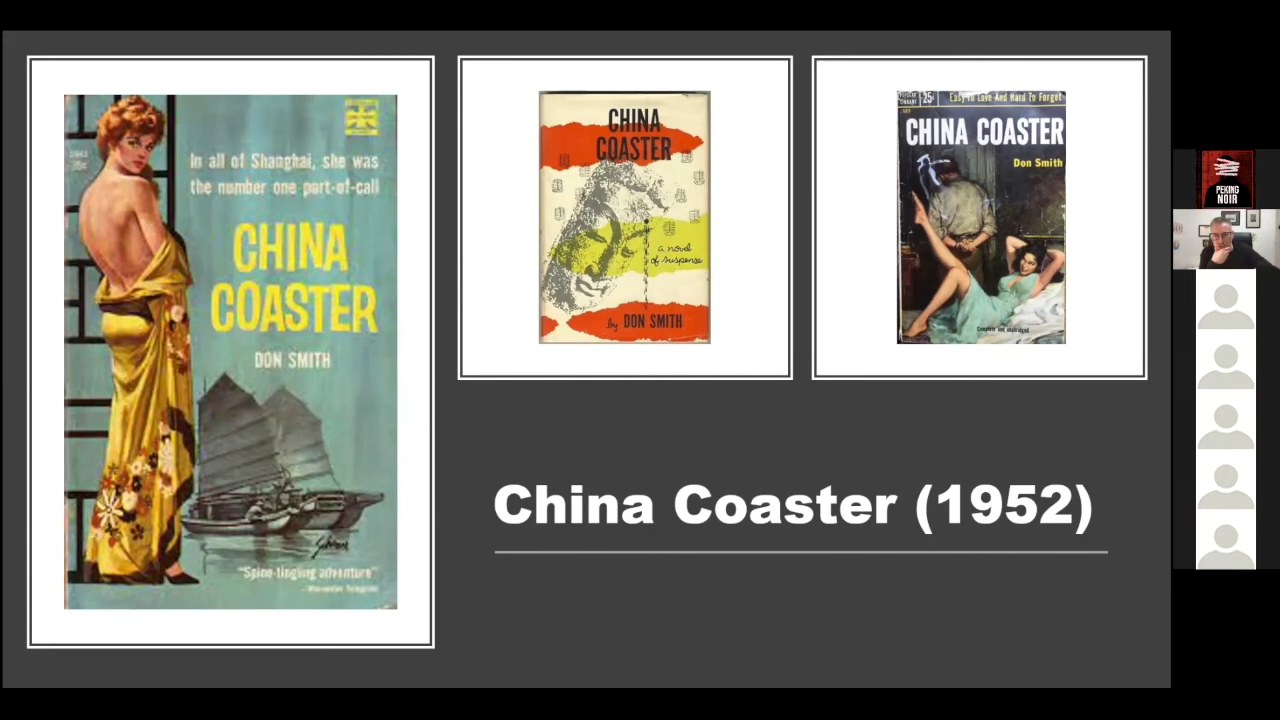 In all of Shanghai, she was
the number one port-of-call
CHINA
COASTER
DON SMITH
"Spine-tingling adventure"
CHINA
COASTER
a novel
of suspense
by DON SMITH
POPULAR
LIBRARY
25¢
Easy To Love And Hard To Forget
CHINA COASTER
Don Smith
Complete and unabridged
China Coaster (1952)
PEKING
NOIR